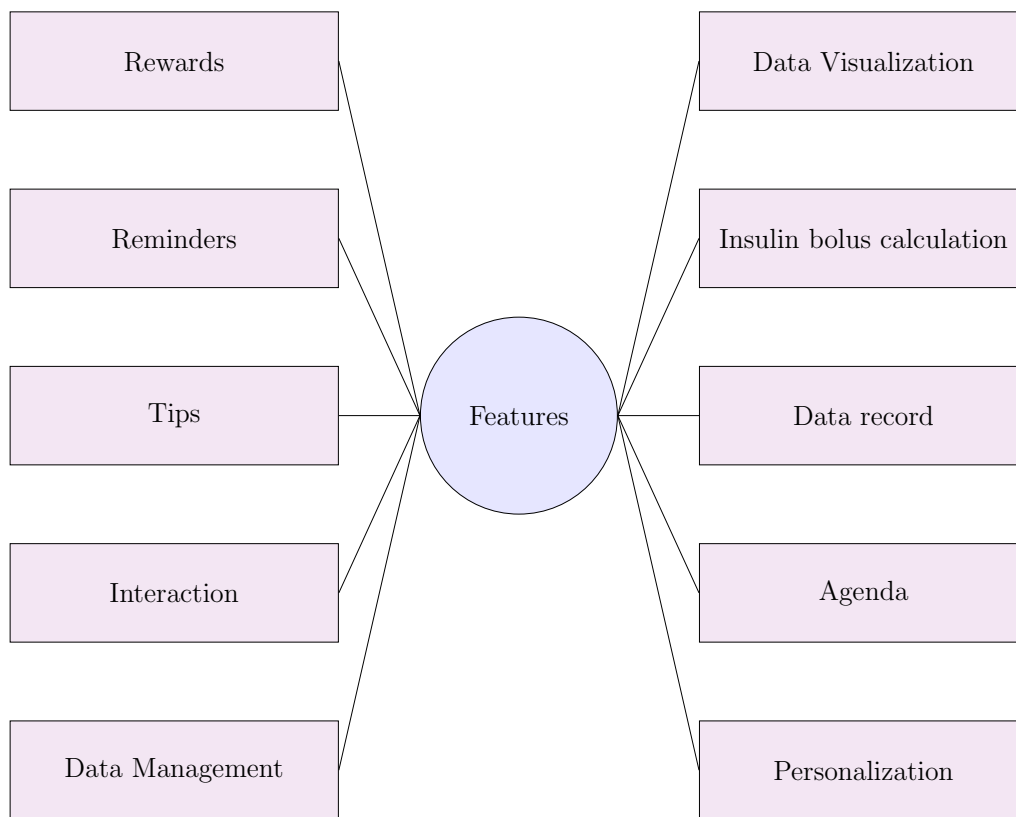 Rewards
Data Visualization
Reminders
Insulin bolus calculation
Features
Tips
Data record
Interaction
Agenda
Data Management
Personalization